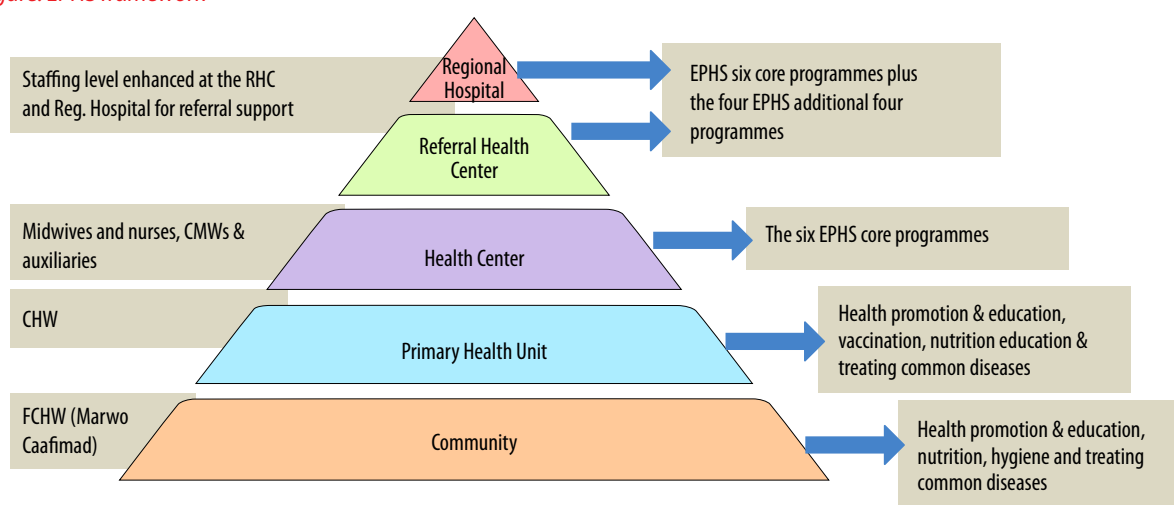 Staffing level enhanced at the RHC
and Reg. Hospital for referral support
Regional
Hospital
EPHS six core programmes plus
the four EPHS additional four
programmes
Referral Health
Center
Midwives and nurses, CMWs &
auxiliaries
Health Center
The six EPHS core programmes
CHW
Primary Health Unit
Health promotion & education,
vaccination, nutrition education &
treating common diseases
FCHW (Marwo
Caafimad)
Community
Health promotion & education,
nutrition, hygiene and treating
common diseases